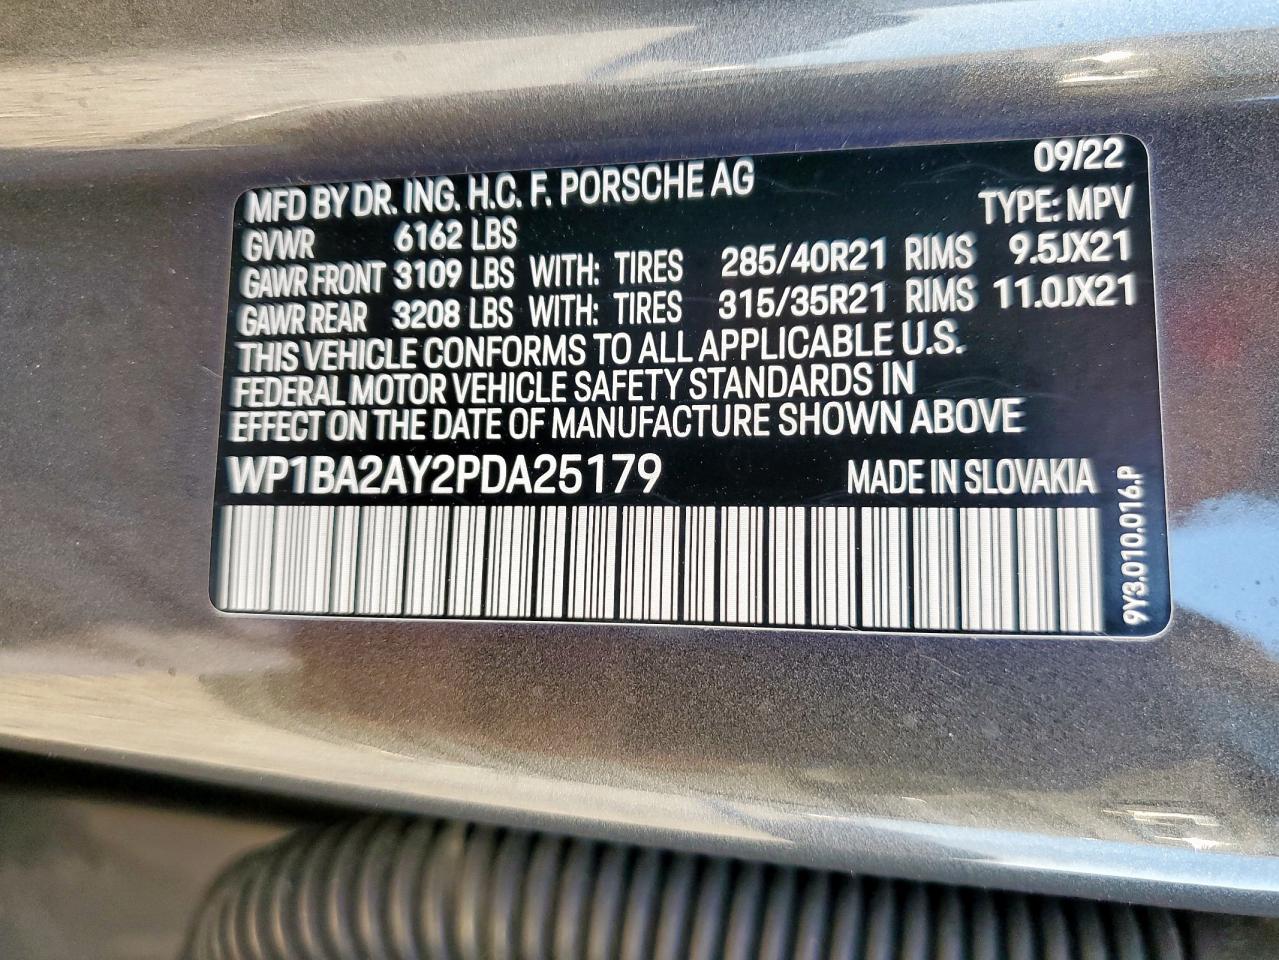 MFD BY DR. ING. H.C. F. PORSCHE AG 09/22
TYPE: MPV
GVWR 6162 LBS
GAWR FRONT 3109 LBS WITH: TIRES 285/40R21 RIMS 9.5JX21
GAWR REAR 3208 LBS WITH: TIRES 315/35R21 RIMS 11.0JX21
THIS VEHICLE CONFORMS TO ALL APPLICABLE U.S.
FEDERAL MOTOR VEHICLE SAFETY STANDARDS IN
EFFECT ON THE DATE OF MANUFACTURE SHOWN ABOVE
WP1BA2AY2PDA25179 MADE IN SLOVAKIA
9Y3.010.016.P